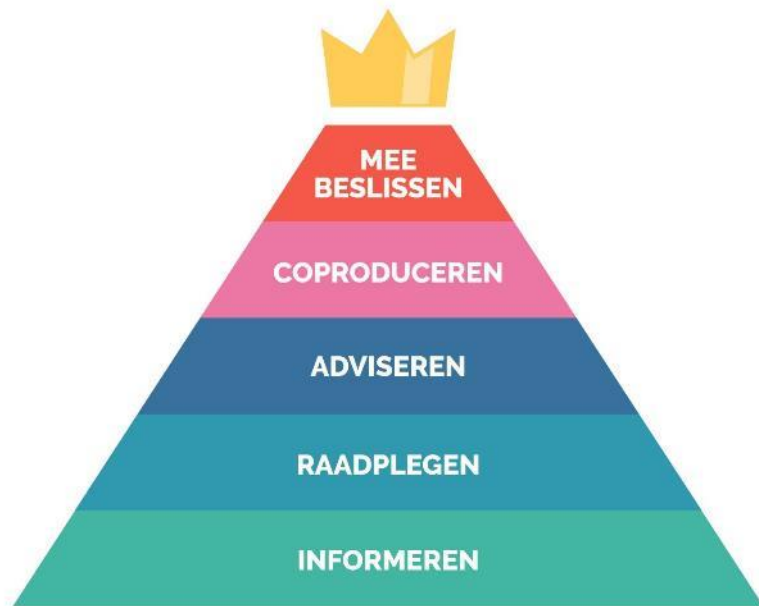 MEE
BESLISSEN
COPRODUCEREN
ADVISEREN
RAADPLEGEN
INFORMEREN